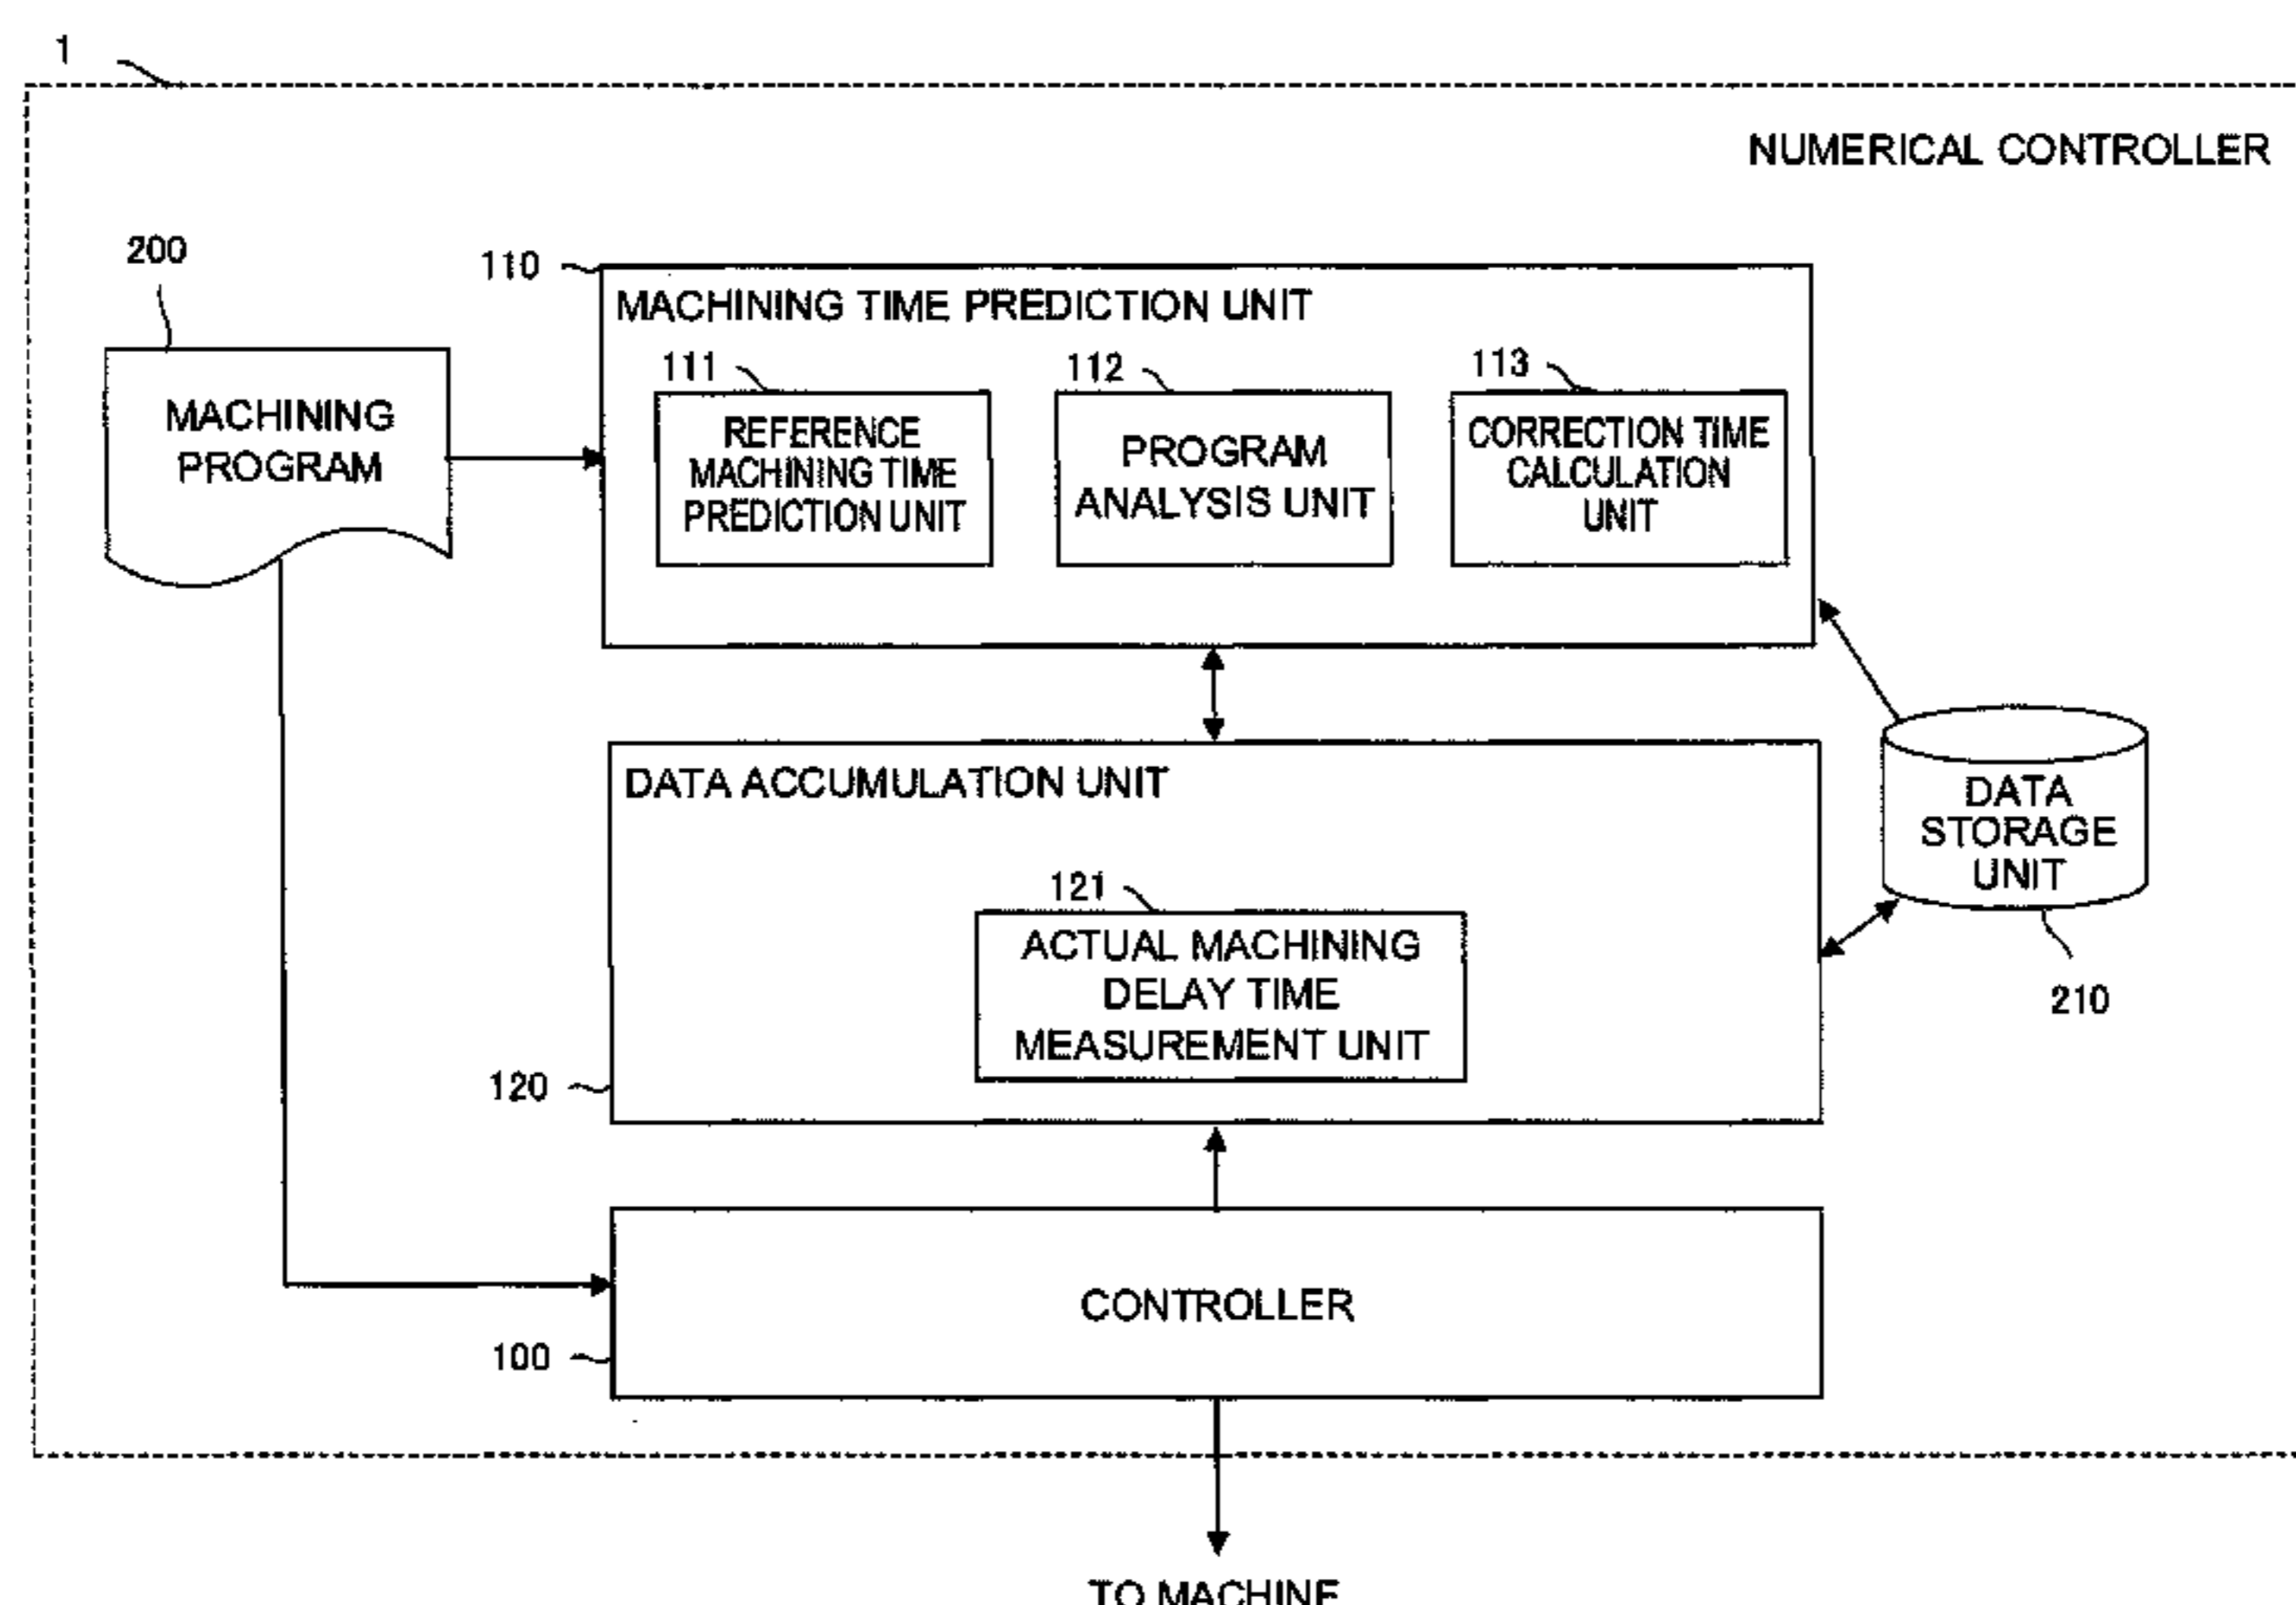 1
NUMERICAL CONTROLLER
200
110
MACHINING TIME PREDICTION UNIT
MACHINING
PROGRAM
111
REFERENCE
MACHINING TIME
PREDICTION UNIT
112
PROGRAM
ANALYSIS UNIT
113
CORRECTION TIME
CALCULATION
UNIT
DATA ACCUMULATION UNIT
DATA
STORAGE
UNIT
210
121
ACTUAL MACHINING
DELAY TIME
MEASUREMENT UNIT
120
CONTROLLER
100
TO MACHINE